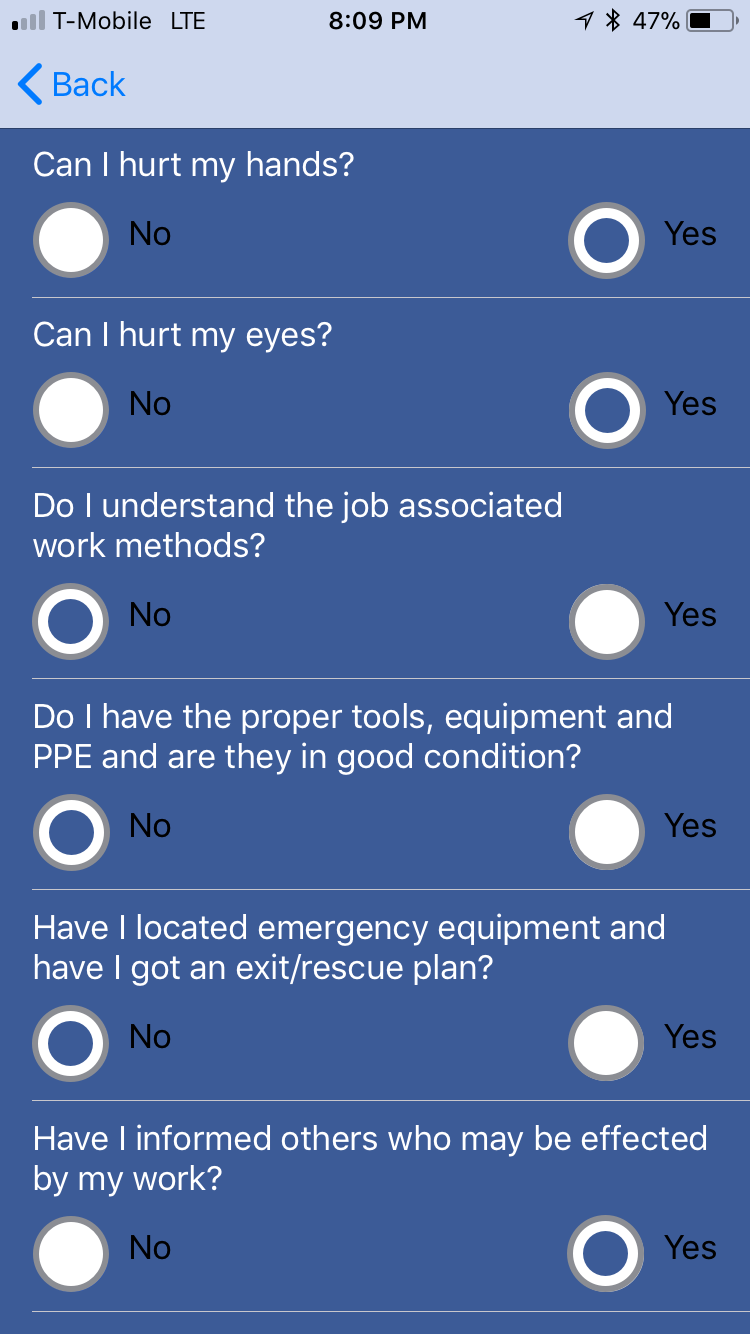 T-Mobile LTE 8:09 PM 47%
Back
Can I hurt my hands?
No Yes
Can I hurt my eyes?
No Yes
Do I understand the job associated
work methods?
No Yes
Do I have the proper tools, equipment and
PPE and are they in good condition?
No Yes
Have I located emergency equipment and
have I got an exit/rescue plan?
No Yes
Have I informed others who may be effected
by my work?
No Yes